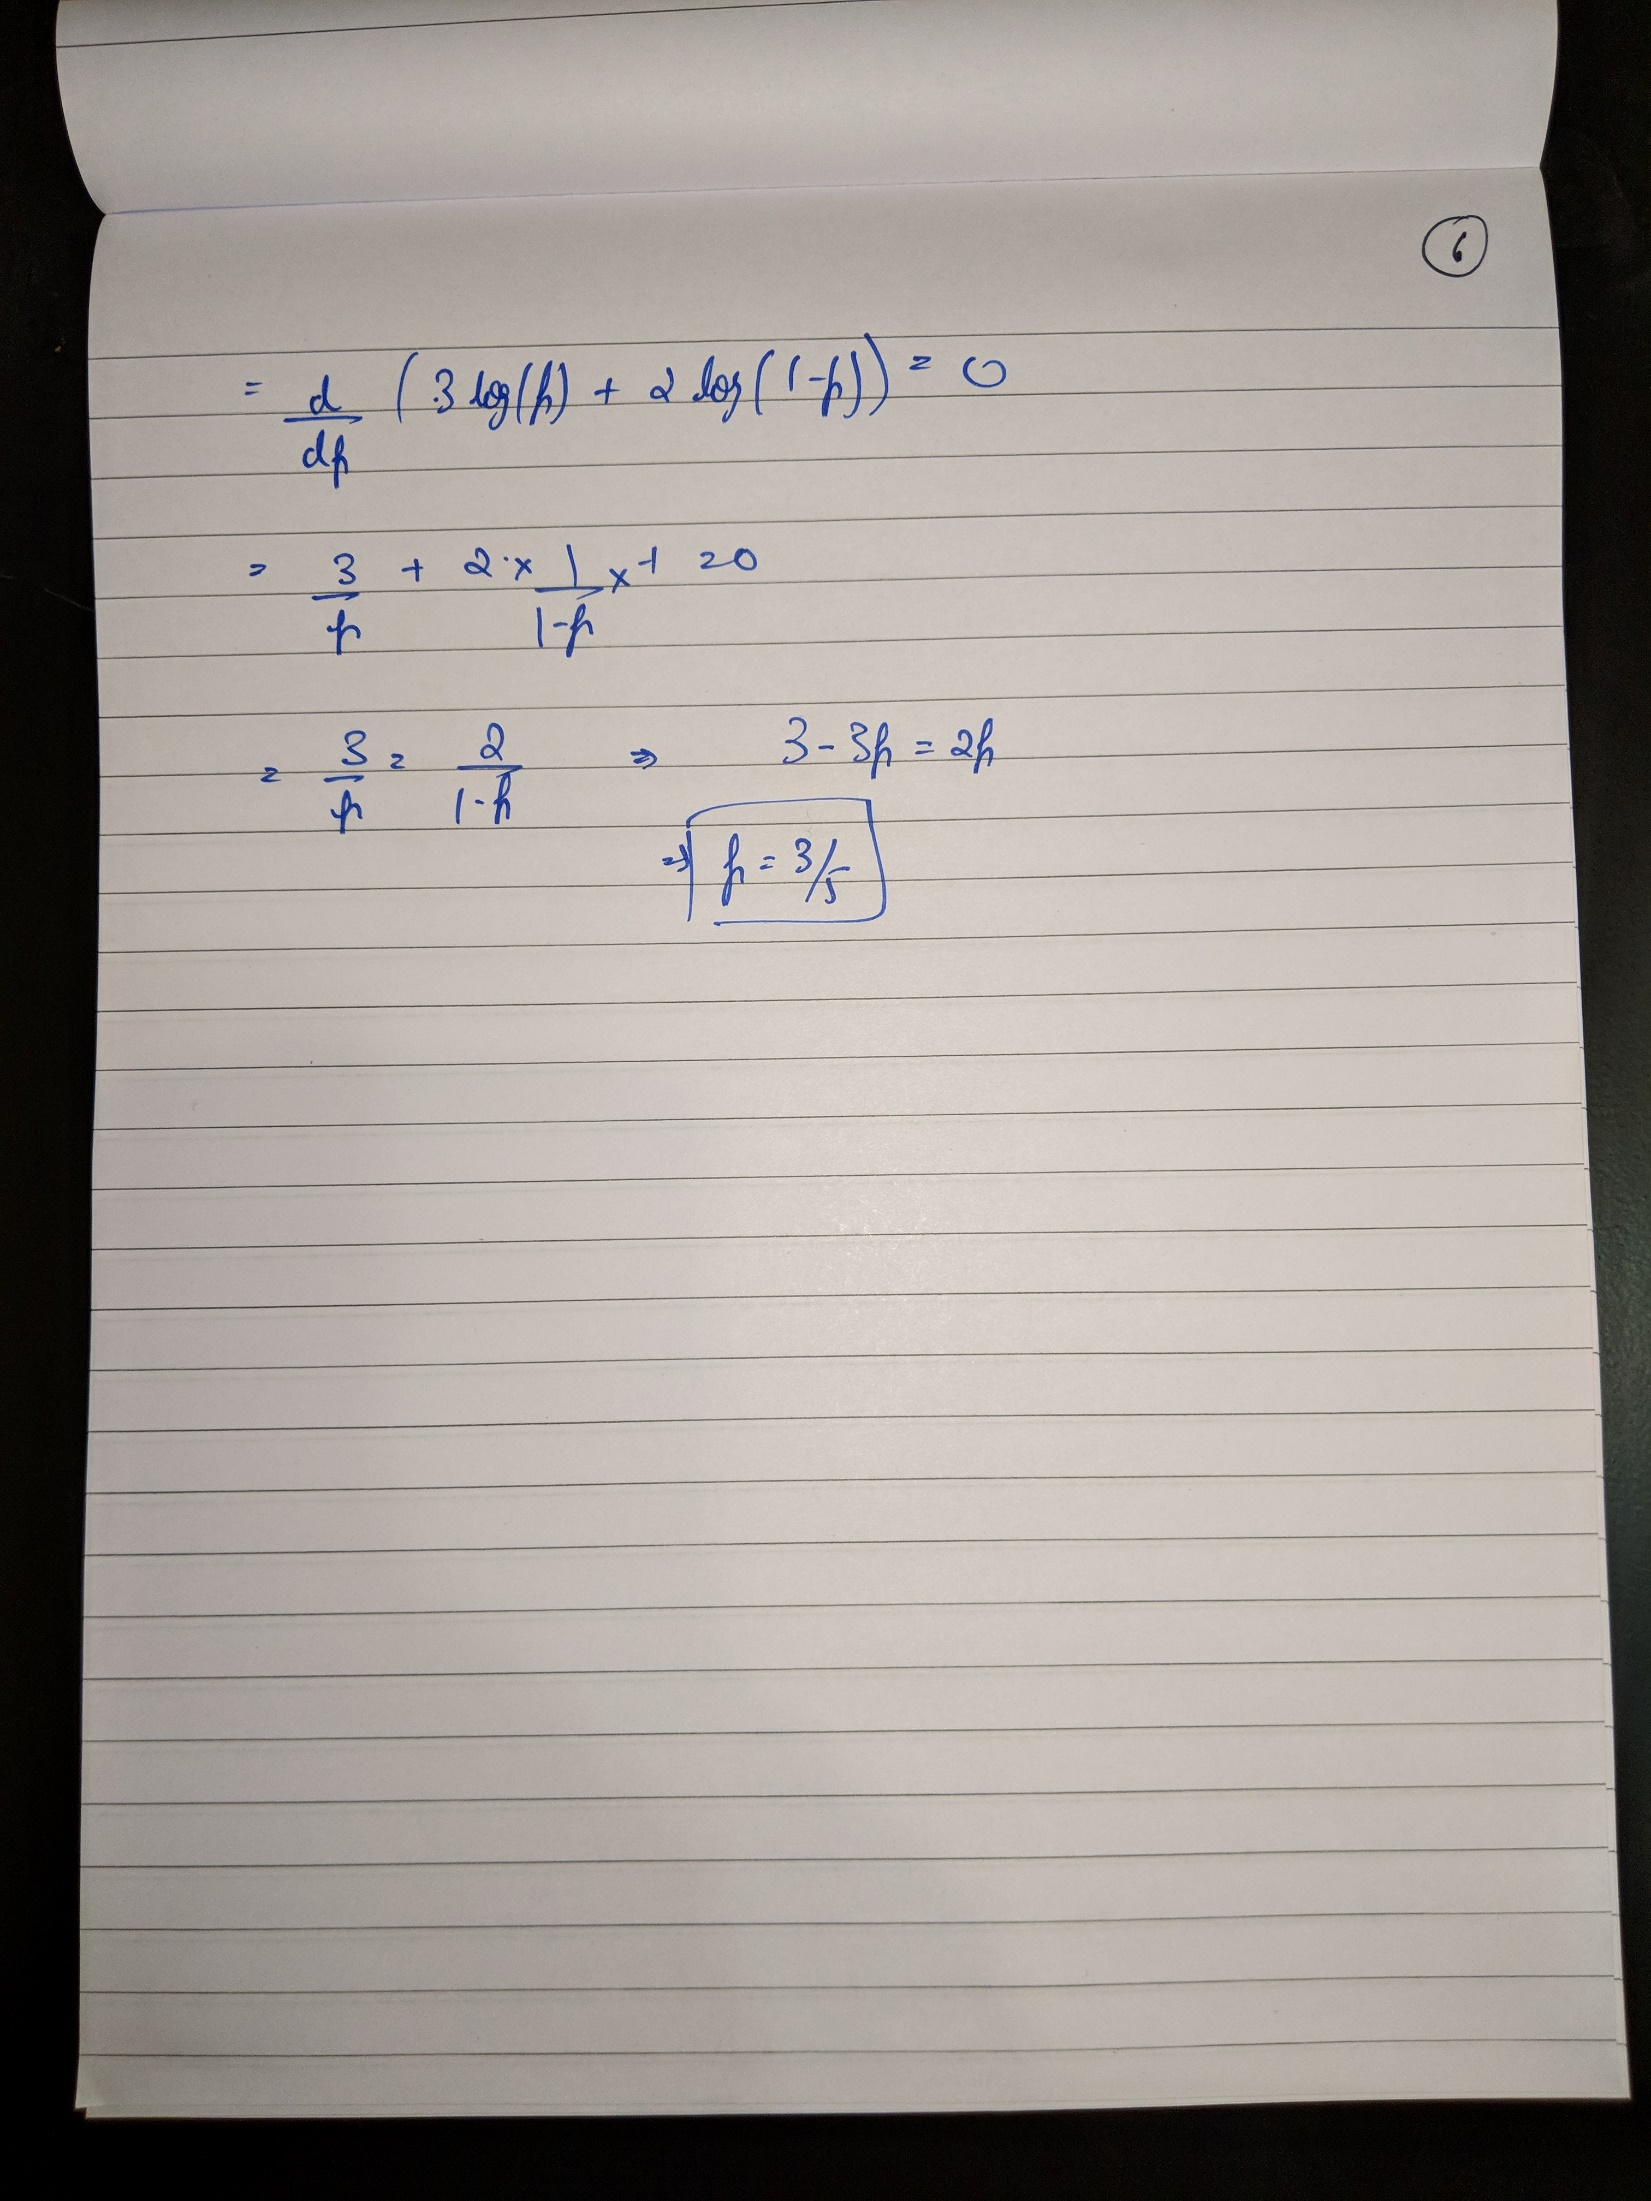 6
= d/dp (3 log(p) + 2 log(1-p)) = 0
= 3/p + 2 · x 1/1-p x -1 = 0
= 3/p = 2/1-p ⇒ 3 - 3p = 2p
⇒ p = 3/5